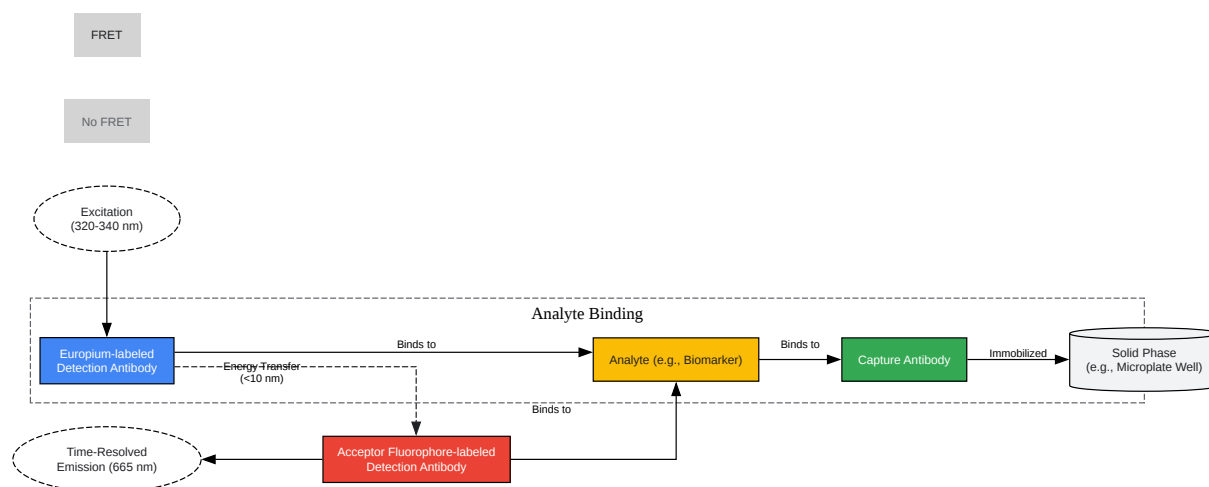 FRET
No FRET
Excitation
(320-340 nm)
Analyte Binding
Europium-labeled
Detection Antibody
Binds to
Energy Transfer
(<10 nm)
Analyte (e.g., Biomarker)
Binds to
Capture Antibody
Immobilized
Solid Phase
(e.g., Microplate Well)
Binds to
Time-Resolved
Emission (665 nm)
Acceptor Fluorophore-labeled
Detection Antibody